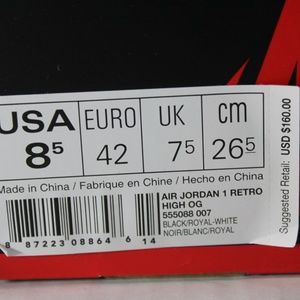 USA EURO UK cm
8⁵ 42 7⁵ 26⁵
Made in China / Fabrique en Chine / Hecho en China
AIR JORDAN 1 RETRO
HIGH OG
555088 007
BLACK/ROYAL-WHITE
NOIR/BLANC/ROYAL
8 87223 08864 6 14
Suggested Retail: USD $160.00